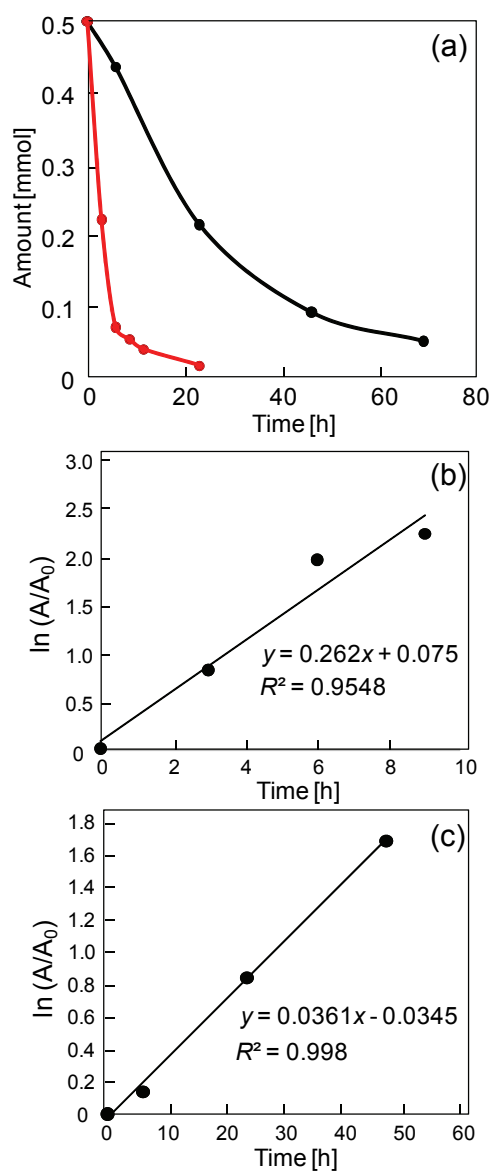 (a)
0.5
0.4
0.3
0.2
0.1
0
Amount [mmol]
0 20 40 60 80
Time [h]
(b)
3.0
2.5
2.0
1.5
1.0
0.5
0
ln (A/A₀)
y = 0.262x + 0.075
R² = 0.9548
0 2 4 6 8 10
Time [h]
(c)
1.8
1.6
1.4
1.2
1.0
0.8
0.6
0.4
0.2
0
ln (A/A₀)
y = 0.0361x - 0.0345
R² = 0.998
0 10 20 30 40 50 60
Time [h]